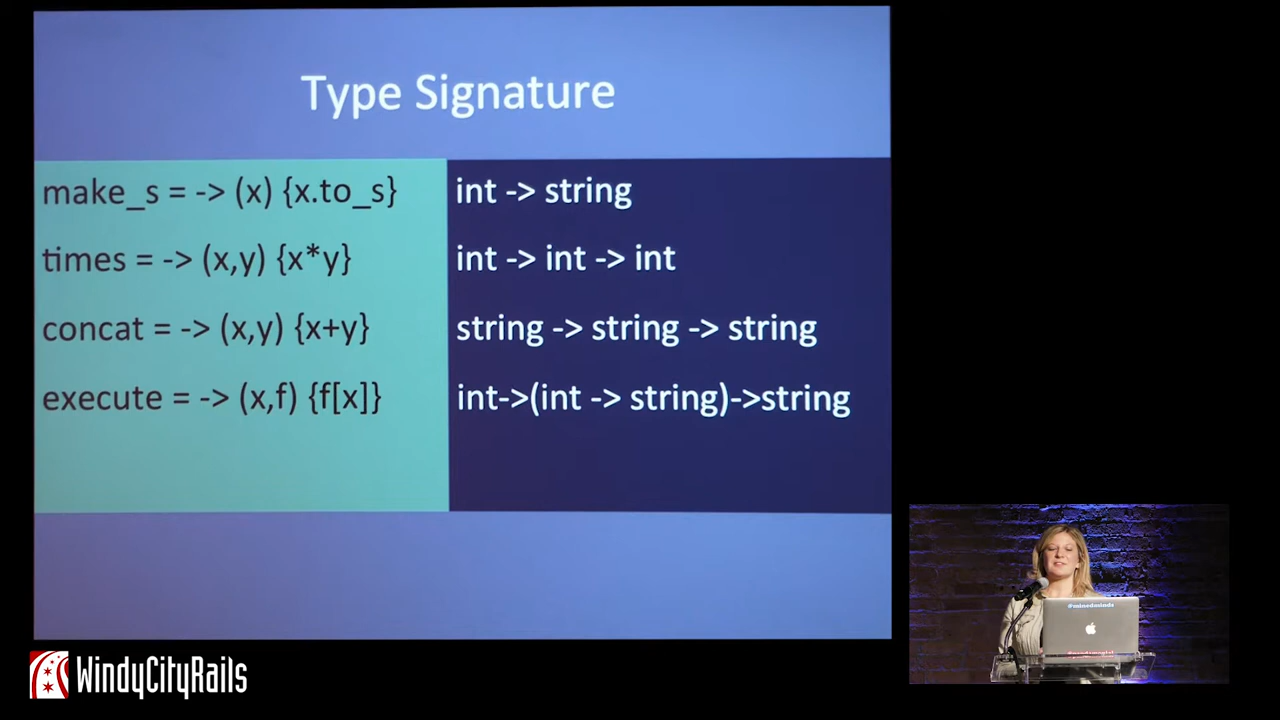 Type Signature
make_s = -> (x) {x.to_s}
int -> string
times = -> (x,y) {x*y}
int -> int -> int
concat = -> (x,y) {x+y}
string -> string -> string
execute = -> (x,f) {f[x]}
int->(int -> string)->string
#minedminds
WindyCityRails